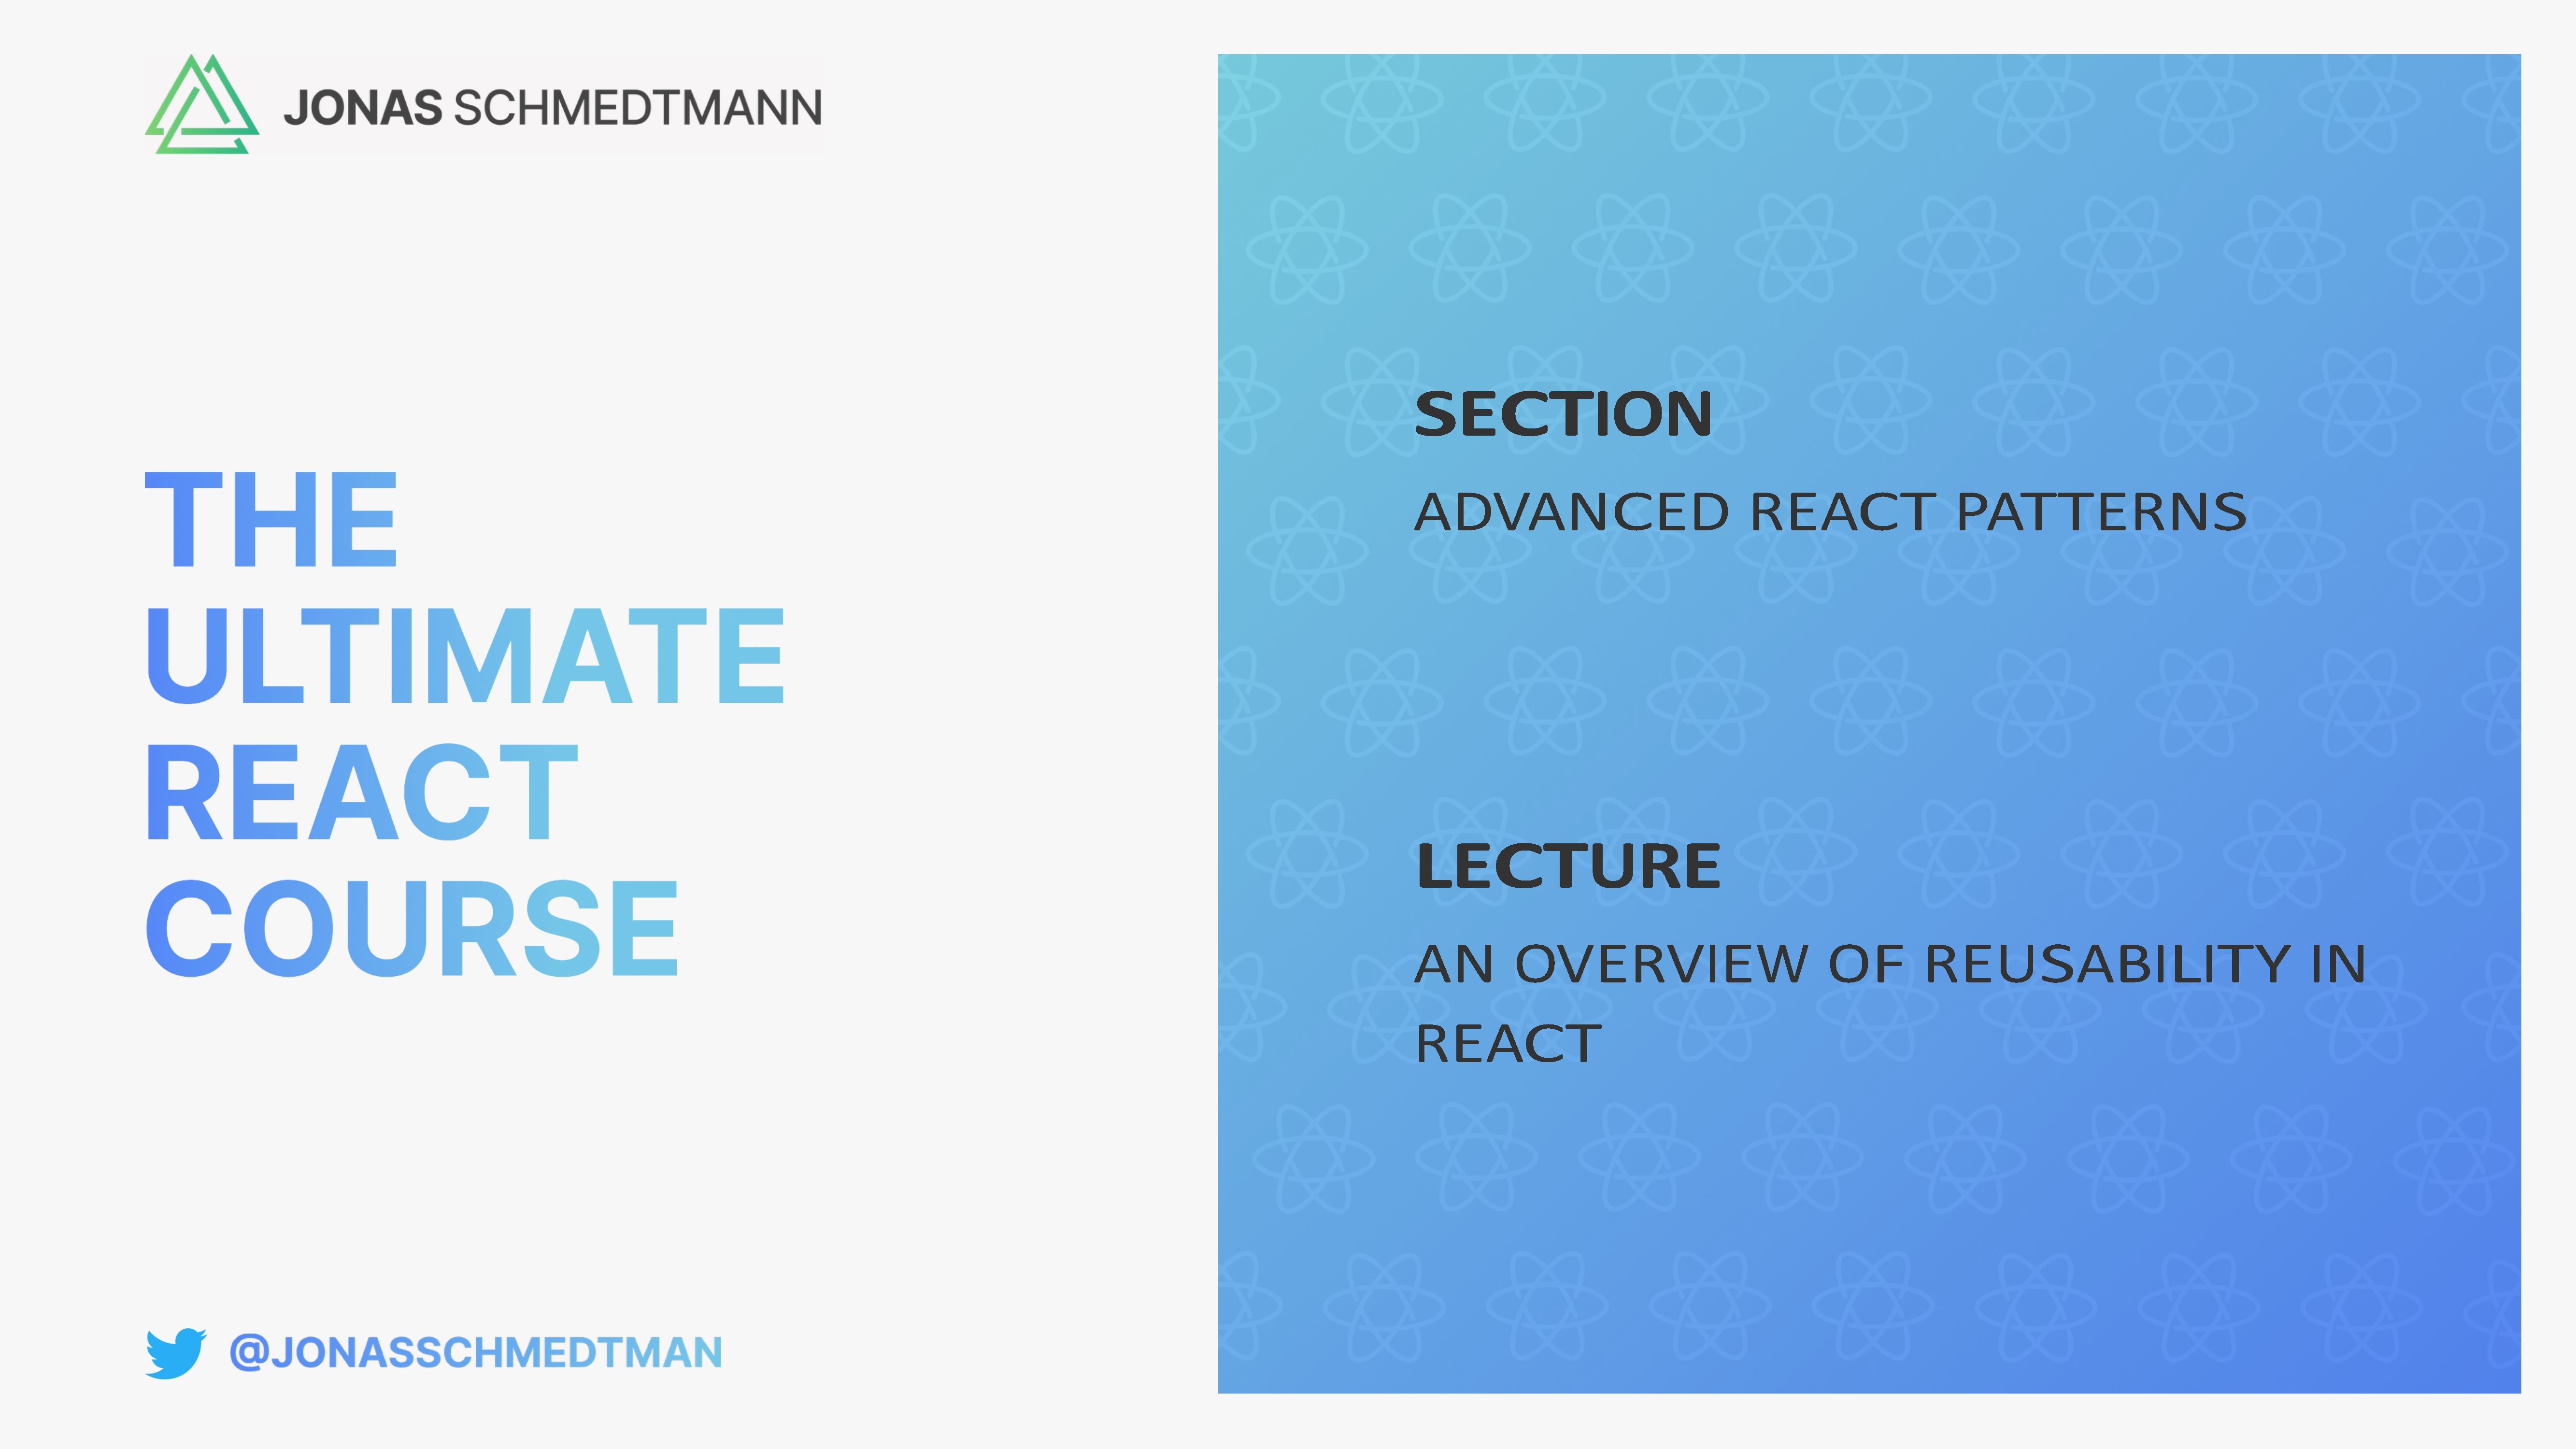 JONAS SCHMEDTMANN
THE
ULTIMATE
REACT
COURSE
@JONASSCHMEDTMAN
SECTION
ADVANCED REACT PATTERNS
LECTURE
AN OVERVIEW OF REUSABILITY IN
REACT